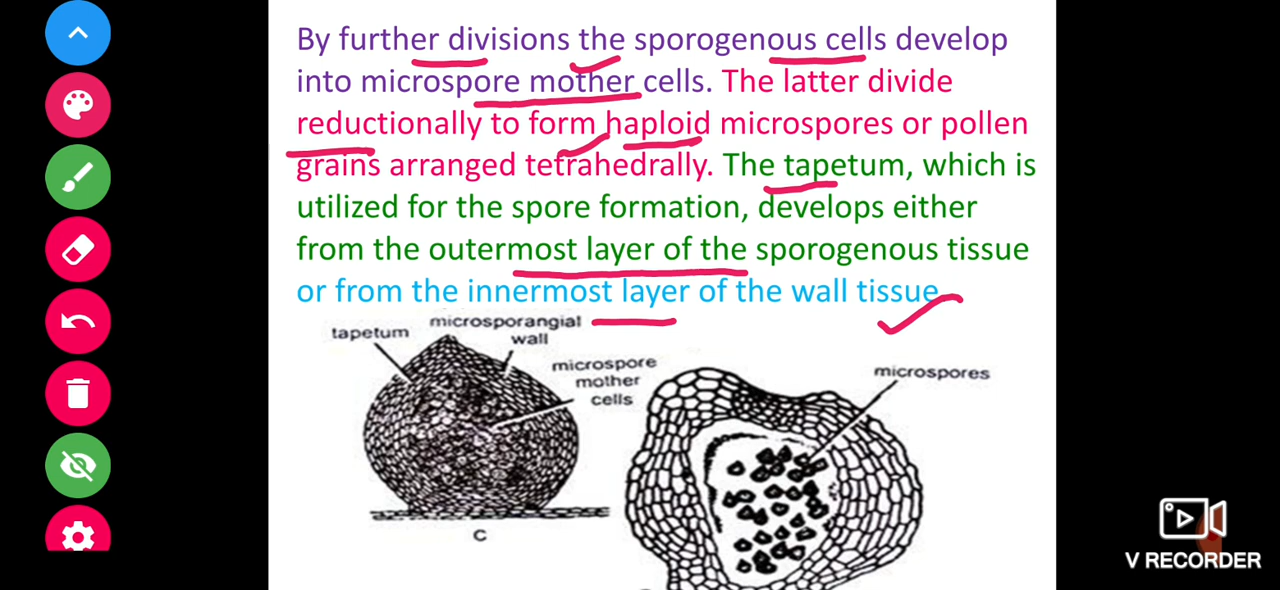 By further divisions the sporogenous cells develop
into microspore mother cells. The latter divide
reductionally to form haploid microspores or pollen
grains arranged tetrahedrally. The tapetum, which is
utilized for the spore formation, develops either
from the outermost layer of the sporogenous tissue
or from the innermost layer of the wall tissue
tapetum
microsporangial
wall
microspore
mother
cells
microspores
C
V RECORDER